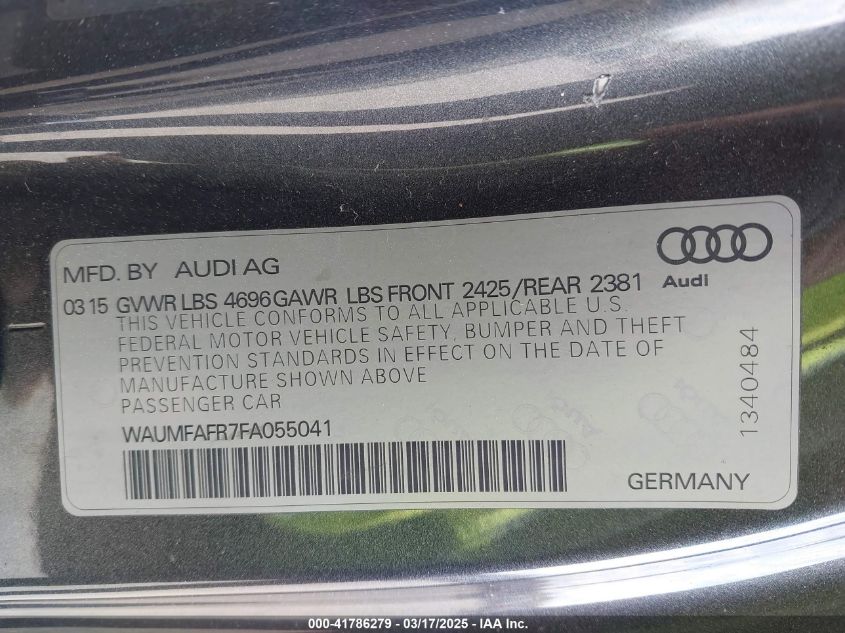 MFD. BY AUDI AG
Audi
03 15 GVWR LBS 4696 GAWR LBS FRONT 2425/REAR 2381
THIS VEHICLE CONFORMS TO ALL APPLICABLE U.S.
FEDERAL MOTOR VEHICLE SAFETY, BUMPER AND THEFT
PREVENTION STANDARDS IN EFFECT ON THE DATE OF
MANUFACTURE SHOWN ABOVE
PASSENGER CAR
WAUMFAFR7FA055041
1340484
GERMANY
000-41786279 - 03/17/2025 - IAA Inc.